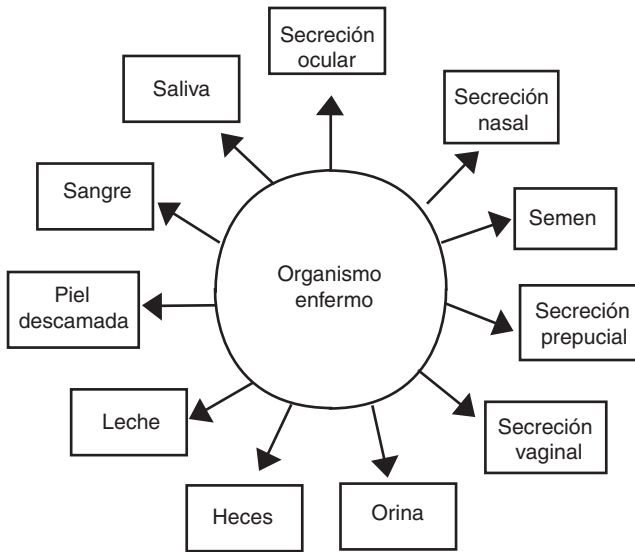 Secreción
ocular
Saliva
Secreción
nasal
Sangre
Semen
Organismo
enfermo
Piel
descamada
Secreción
prepucial
Leche
Secreción
vaginal
Heces
Orina